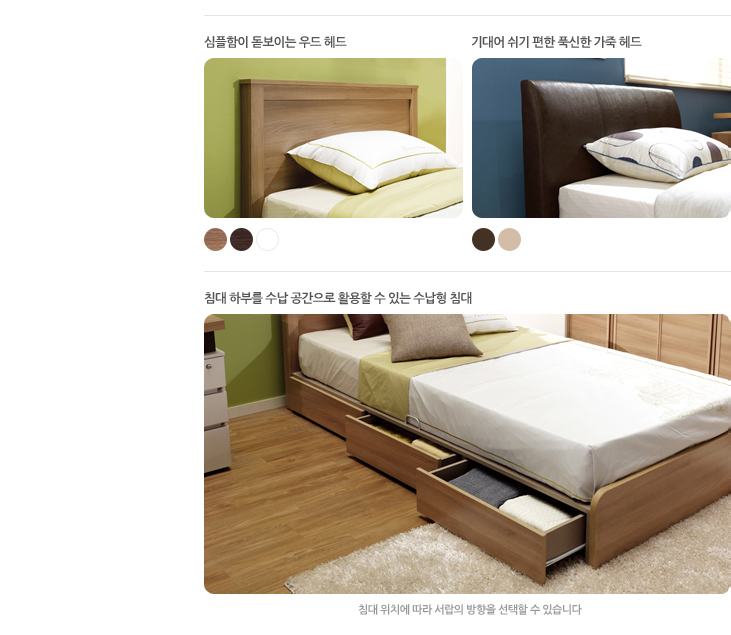 심플함이 돋보이는 우드 헤드
기대어 쉬기 편한 푹신한 가죽 헤드
침대 하부를 수납 공간으로 활용할 수 있는 수납형 침대
침대 위치에 따라 서랍의 방향을 선택할 수 있습니다